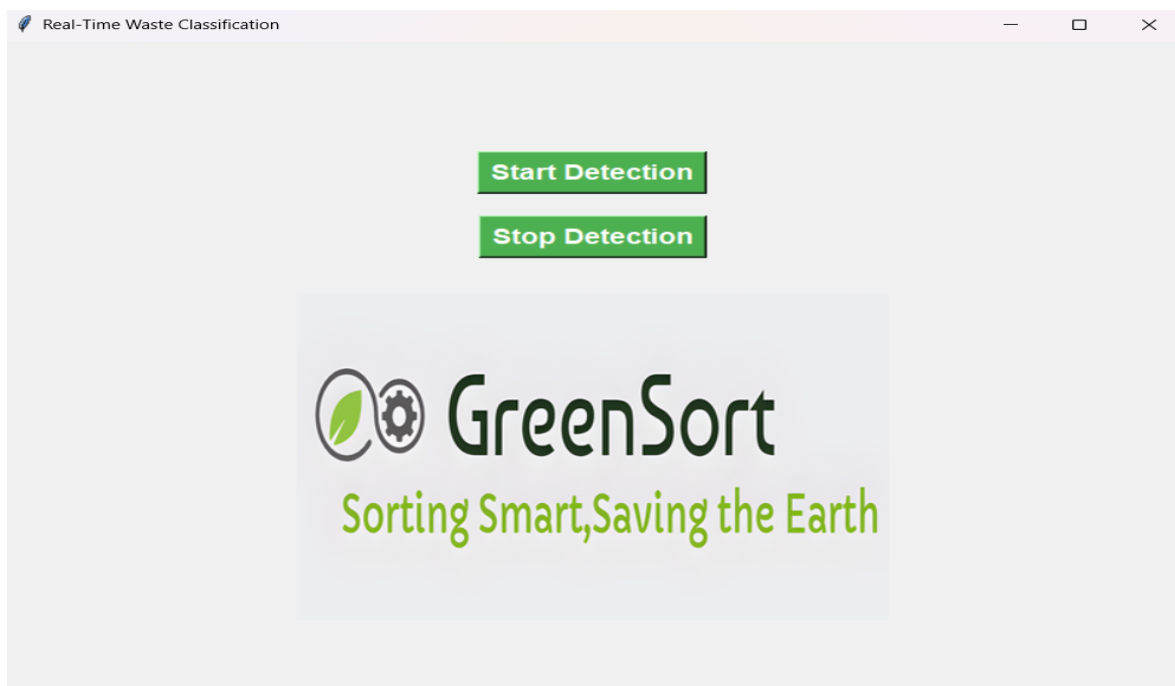 Real-Time Waste Classification
Start Detection
Stop Detection
GreenSort
Sorting Smart,Saving the Earth